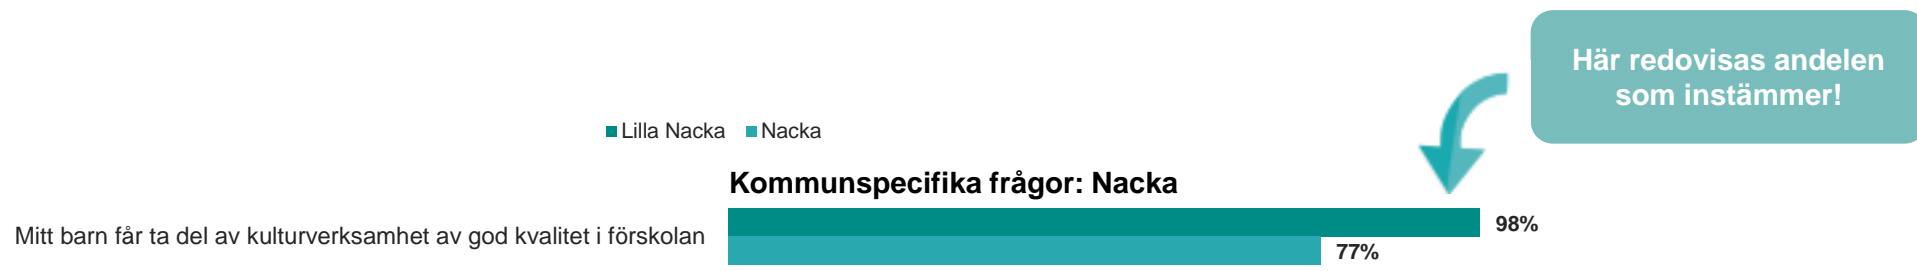 Här redovisas andelen
som instämmer!
Lilla Nacka Nacka
Kommunspecifika frågor: Nacka
Mitt barn får ta del av kulturverksamhet av god kvalitet i förskolan
98%
77%